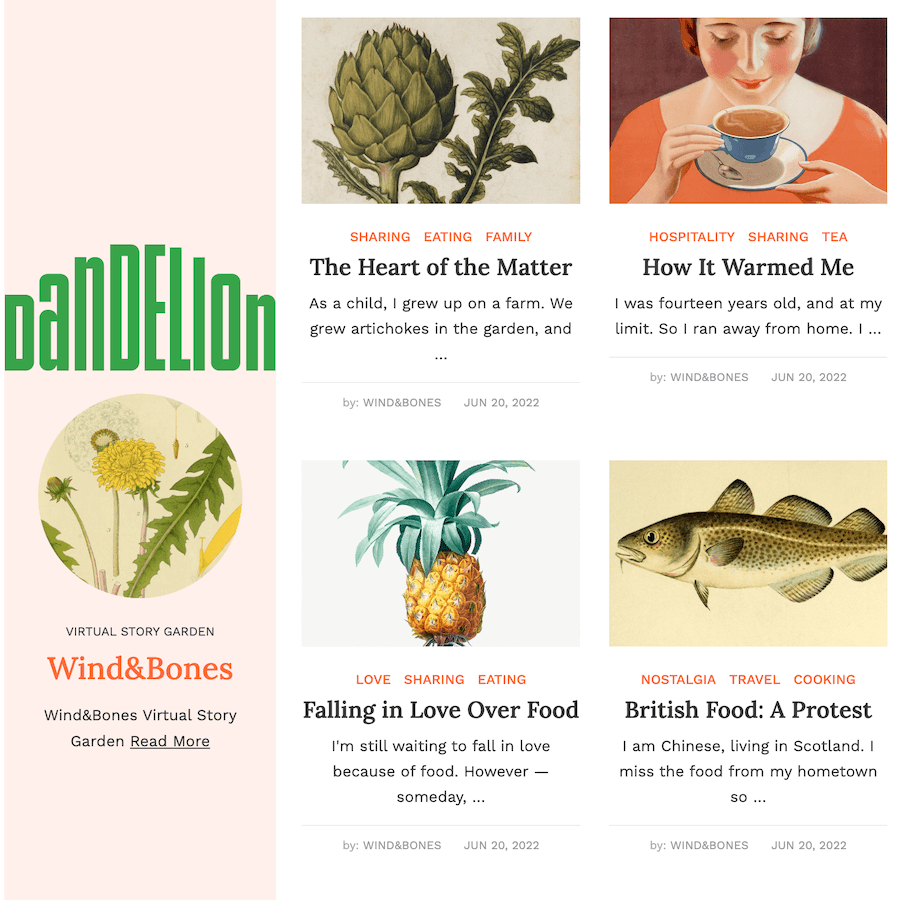 DanDELIon
VIRTUAL STORY GARDEN
Wind&Bones
Wind&Bones Virtual Story
Garden Read More
SHARING EATING FAMILY
The Heart of the Matter
As a child, I grew up on a farm. We
grew artichokes in the garden, and
...
by: WIND&BONES JUN 20, 2022
HOSPITALITY SHARING TEA
How It Warmed Me
I was fourteen years old, and at my
limit. So I ran away from home. I ...
by: WIND&BONES JUN 20, 2022
LOVE SHARING EATING
Falling in Love Over Food
I'm still waiting to fall in love
because of food. However —
someday, ...
by: WIND&BONES JUN 20, 2022
NOSTALGIA TRAVEL COOKING
British Food: A Protest
I am Chinese, living in Scotland. I
miss the food from my hometown
so ...
by: WIND&BONES JUN 20, 2022